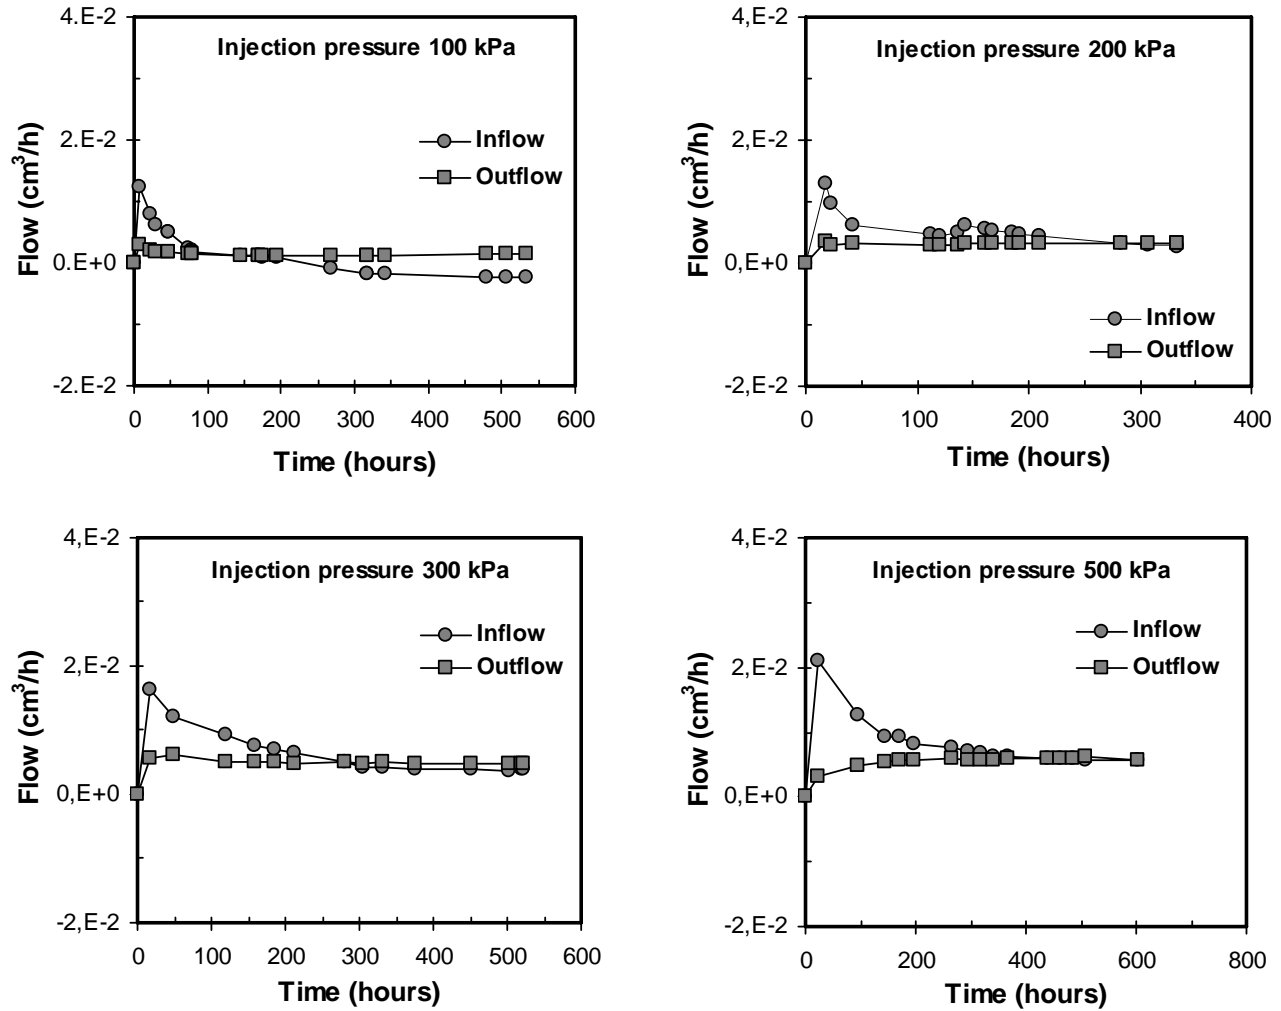 4.E-2
Injection pressure 100 kPa
2.E-2
Inflow
Outflow
0.E+0
-2.E-2
Flow (cm³/h)
0 100 200 300 400 500 600
Time (hours)
4,E-2
Injection pressure 200 kPa
2,E-2
0,E+0
Inflow
Outflow
-2,E-2
Flow (cm³/h)
0 100 200 300 400
Time (hours)
4,E-2
Injection pressure 300 kPa
Inflow
2,E-2
Outflow
0,E+0
-2,E-2
Flow (cm³/h)
0 100 200 300 400 500 600
Time (hours)
4,E-2
Injection pressure 500 kPa
Inflow
2,E-2
Outflow
0,E+0
-2,E-2
Flow (cm³/h)
0 200 400 600 800
Time (hours)